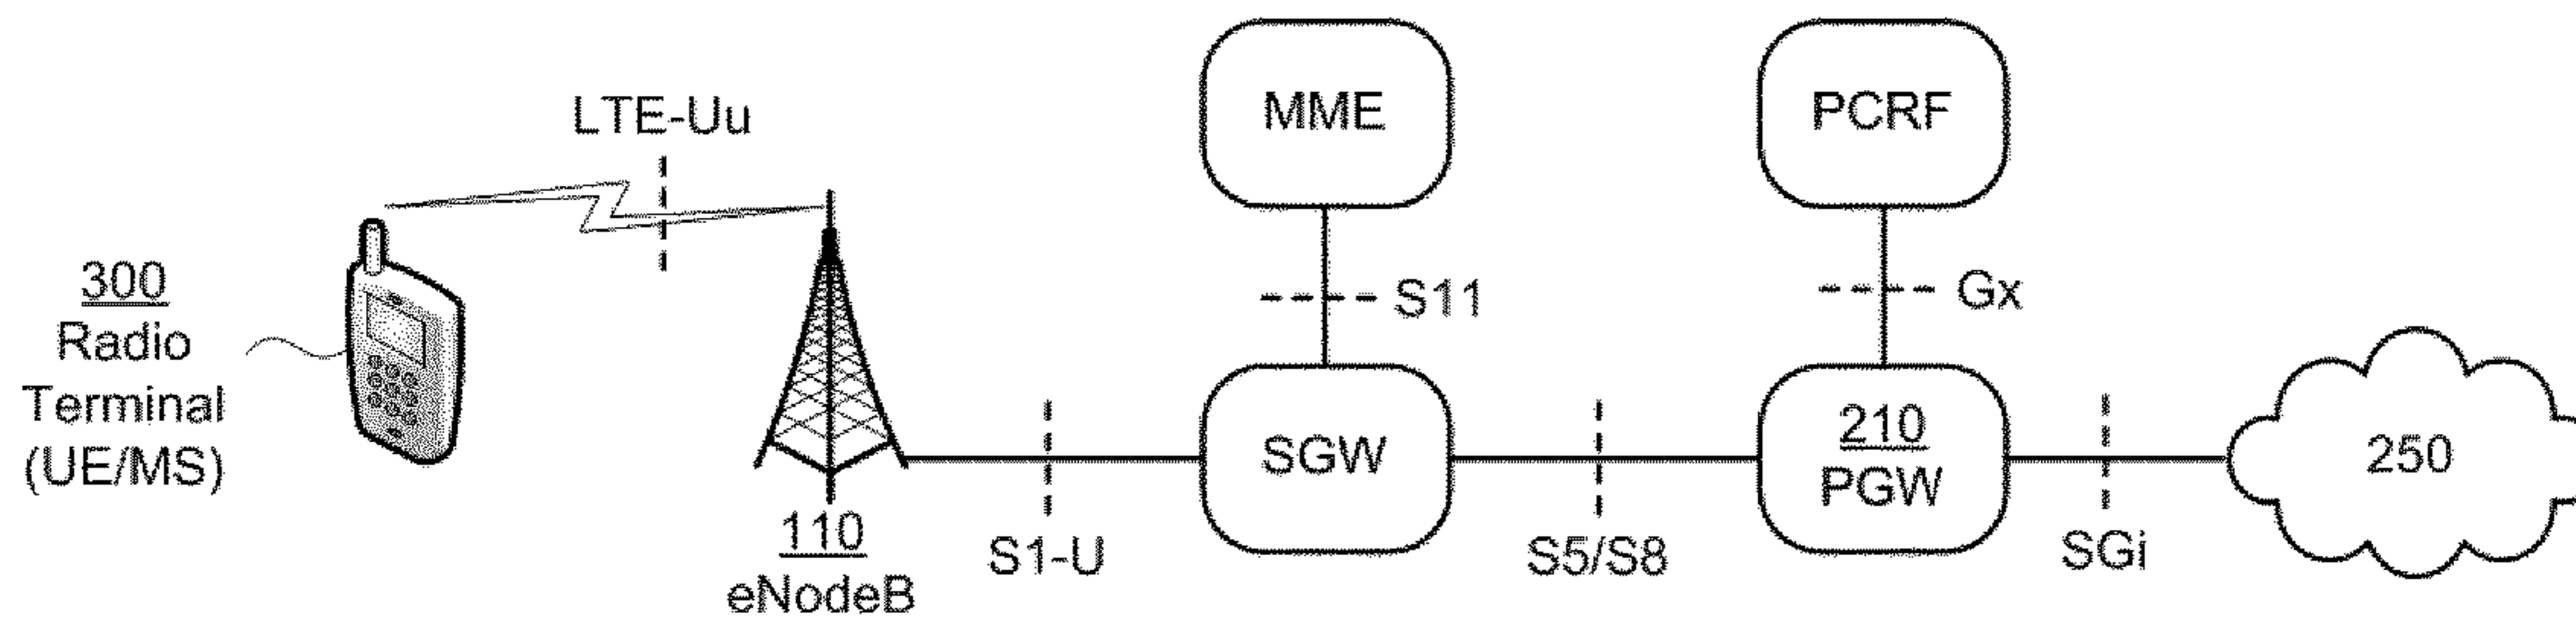 LTE-Uu
MME
PCRF
300
Radio
Terminal
(UE/MS)
S11
Gx
SGW
210
PGW
250
110
eNodeB
S1-U
S5/S8
SGi